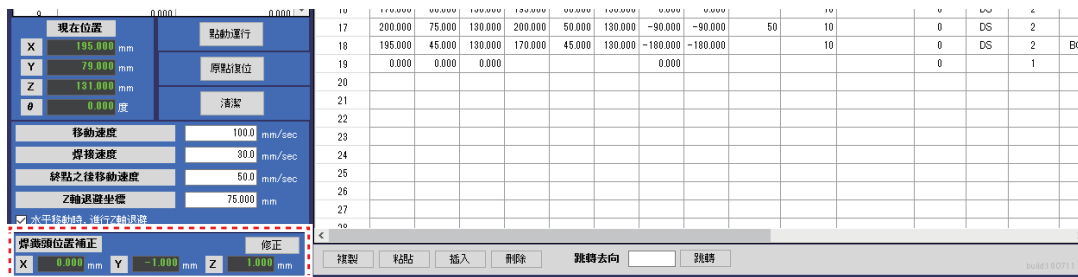 0.000 0.000
現在位置 點動運行
X 195.000 mm
Y 79.000 mm 原點復位
Z 131.000 mm
θ 0.000 度 清潔
移動速度 100.0 mm/sec
焊接速度 30.0 mm/sec
終點之後移動速度 50.0 mm/sec
Z軸退避坐標 75.000 mm
水平移動時, 進行Z軸退避
焊鐵頭位置補正 修正
X 0.000 mm Y -1.000 mm Z 1.000 mm
17 200.000 75.000 130.000 200.000 50.000 130.000 -90.000 -90.000 50 10 0 DS 2
18 195.000 45.000 130.000 170.000 45.000 130.000 -180.000 -180.000 10 0 DS 2
19 0.000 0.000 0.000 0.000 0 1
20
21
22
23
24
25
26
27
複製 粘貼 插入 刪除 跳轉去向 跳轉